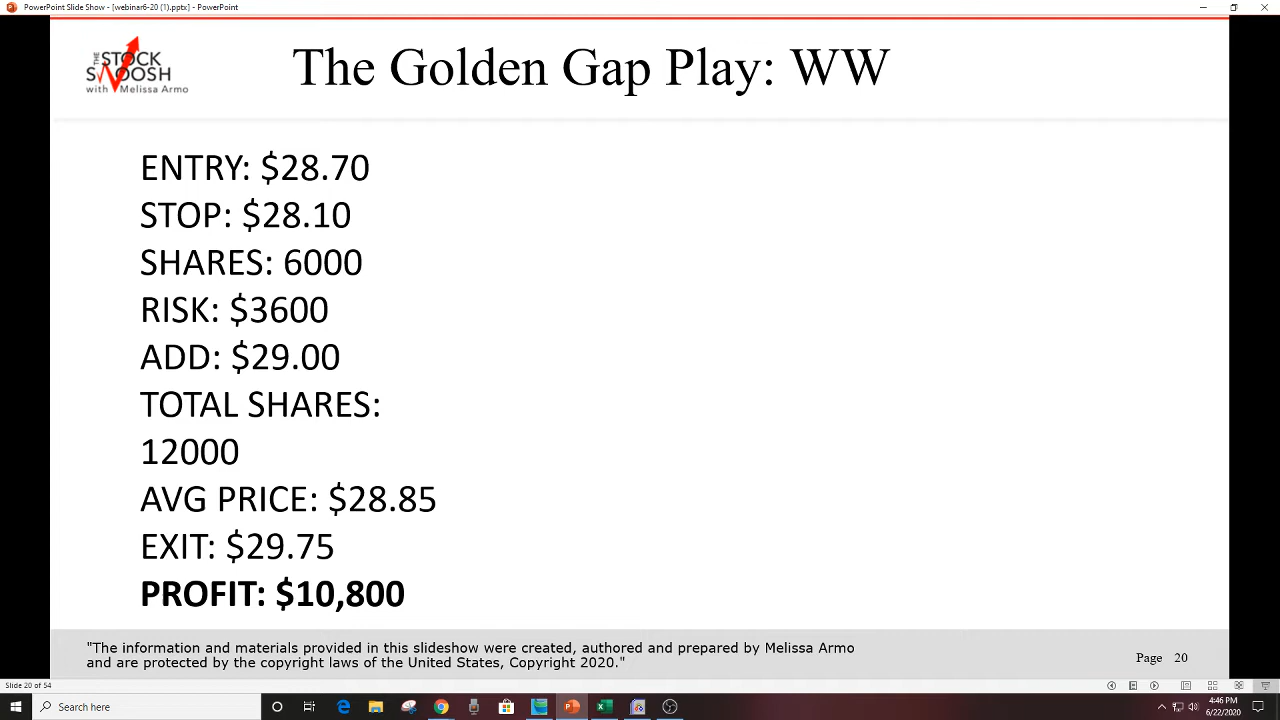 PowerPoint Slide Show - [webinar6-20 (1).pptx] - PowerPoint
THE
STOCK
SWOOSH
with Melissa Armo
The Golden Gap Play: WW
ENTRY: $28.70
STOP: $28.10
SHARES: 6000
RISK: $3600
ADD: $29.00
TOTAL SHARES:
12000
AVG PRICE: $28.85
EXIT: $29.75
PROFIT: $10,800
"The information and materials provided in this slideshow were created, authored and prepared by Melissa Armo
and are protected by the copyright laws of the United States, Copyright 2020."
Page 20
Slide 20 of 54
Search here
4:46 PM
6/22/2020